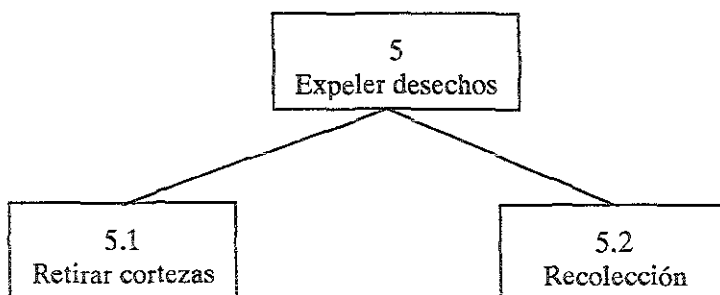 5
Expeler desechos
5.1
Retirar cortezas
5.2
Recolección